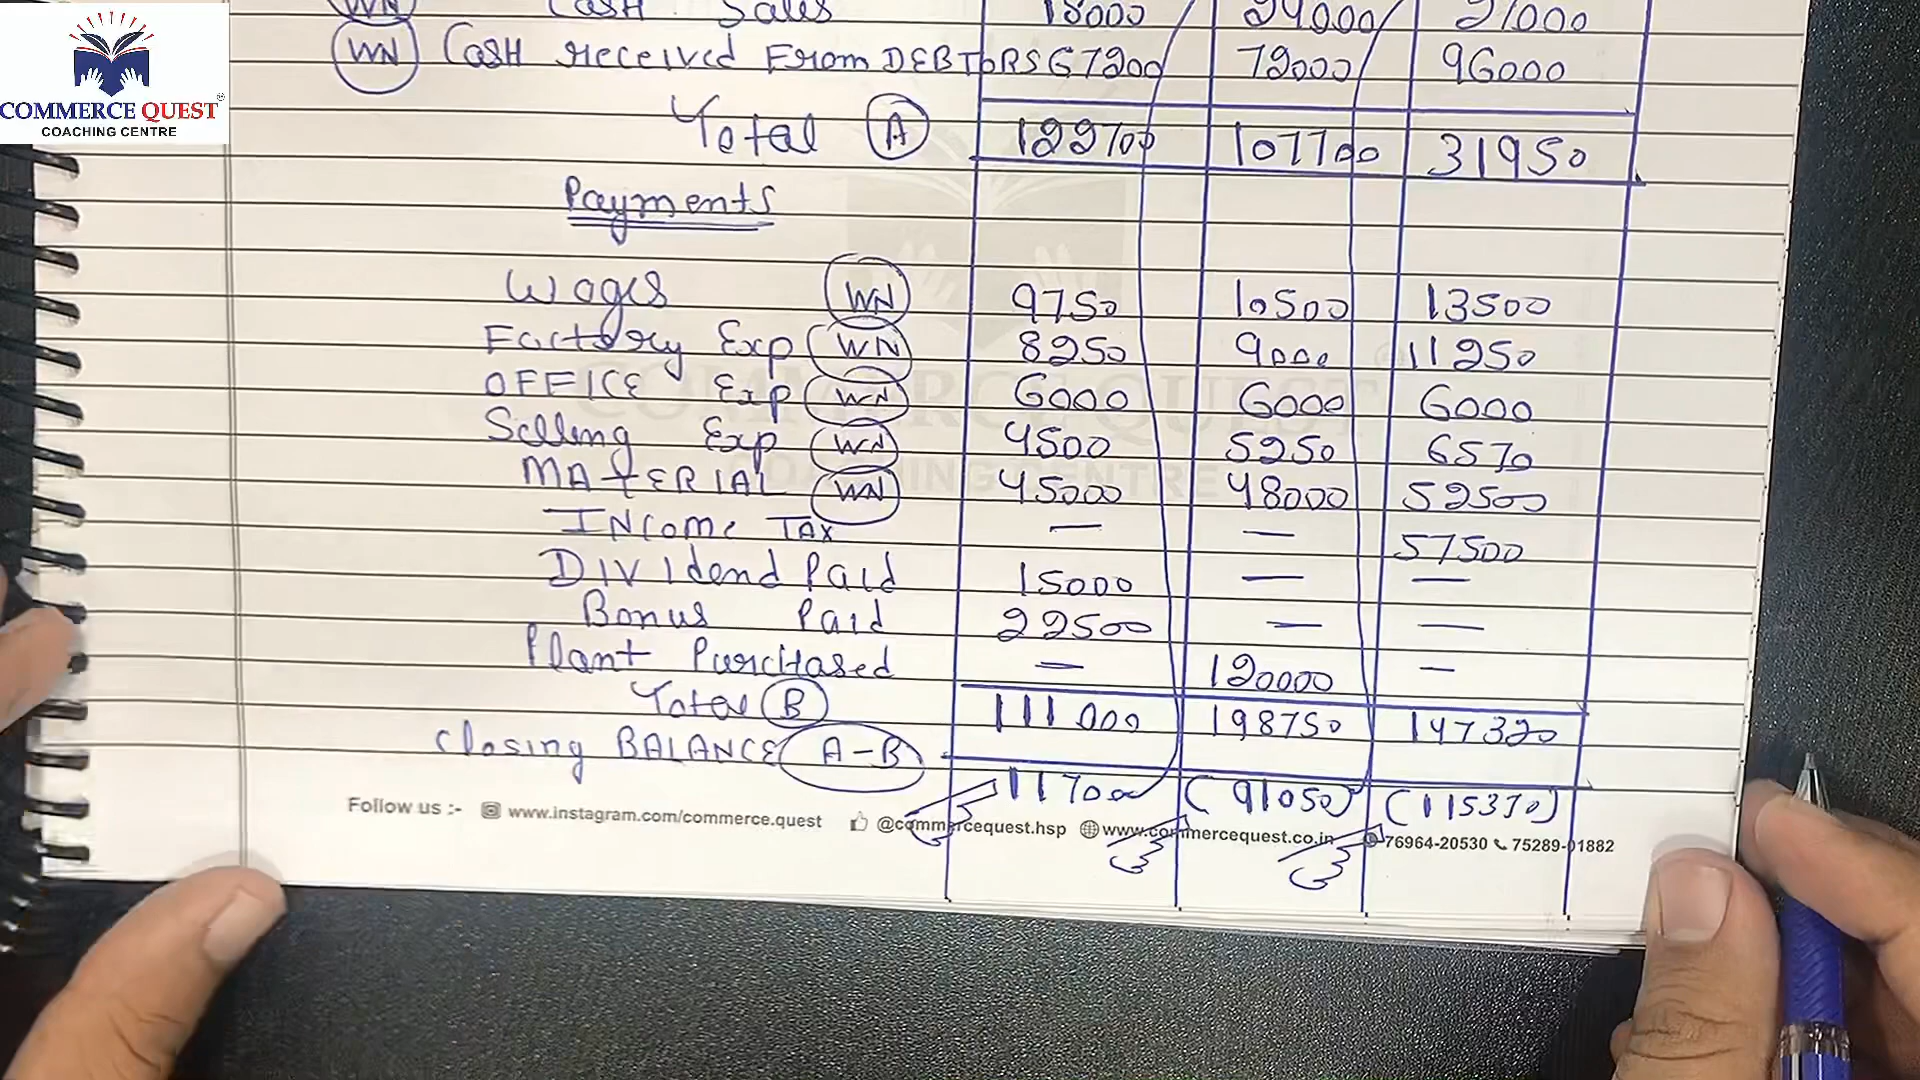 WN Cash Sales 18000 24000 27000
WN CASH received From DEBTORS 67200 72000 96000
COMMERCE QUEST
COACHING CENTRE
Total A 122700 107700 31950
Payments
Wages WN 9750 10500 13500
Factory Exp WN 8250 9000 11250
OFFICE Exp WN 6000 6000 6000
Selling Exp WN 4500 5250 6570
MATERIAL WN 45000 48000 52500
INcome TAX — — 57500
Dividend Paid 15000 — —
Bonus Paid 22500 — —
Plant Purchased — 120000 —
Total B 111000 198750 147320
Closing BALANCE A-B 11700 (91050) (115370)
Follow us :- www.instagram.com/commerce.quest @commercequest.hsp www.commercequest.co.in 76964-20530 75289-01882